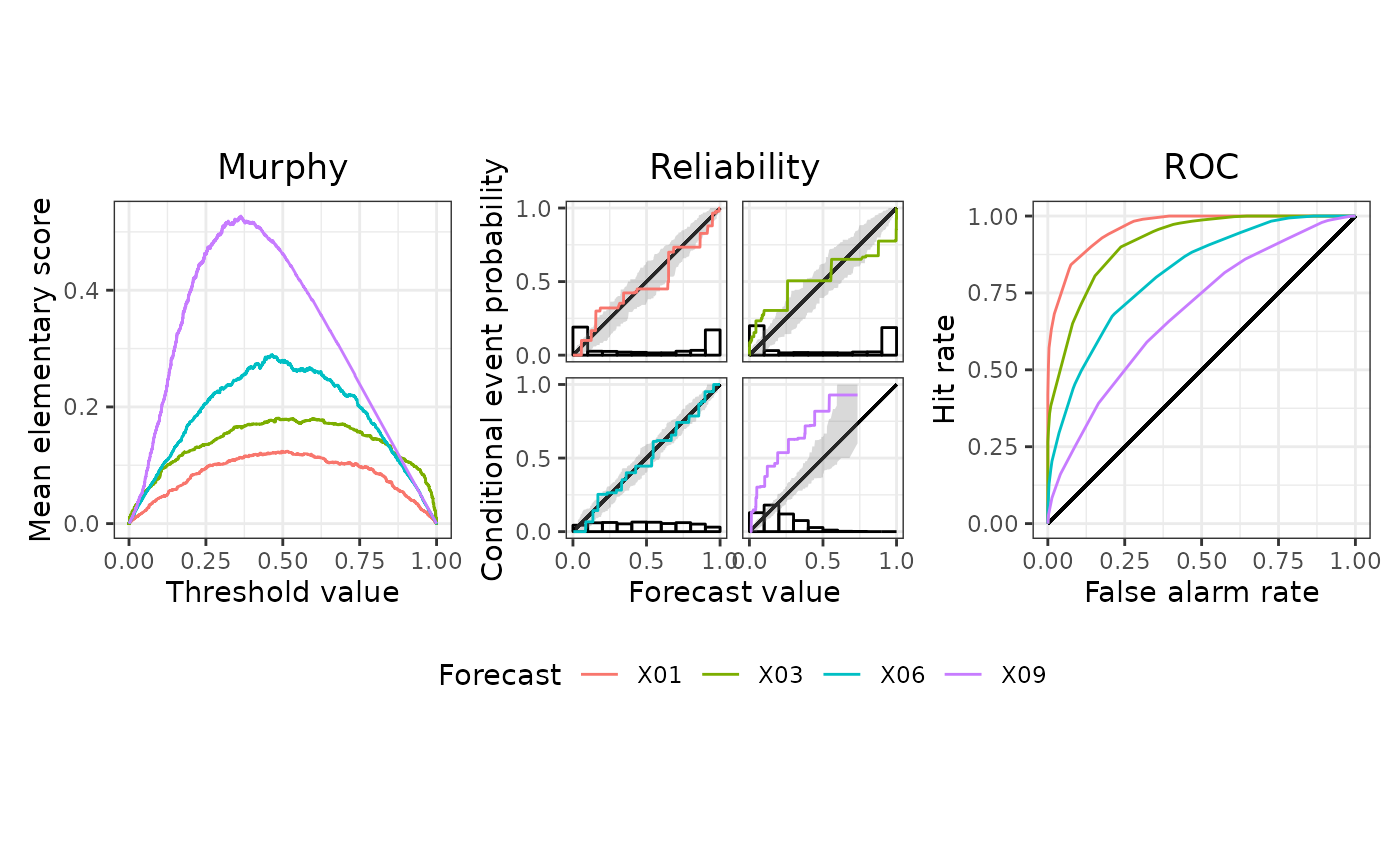 Murphy
Reliability
ROC
Mean elementary score
0.4
0.2
0.0
0.00 0.25 0.50 0.75 1.00
Threshold value
Conditional event probability
1.0
0.5
0.0
1.0
0.5
0.0
0.0 0.5 1.0
0.0 0.5 1.0
Forecast value
Hit rate
1.00
0.75
0.50
0.25
0.00
0.00 0.25 0.50 0.75 1.00
False alarm rate
Forecast X01 X03 X06 X09